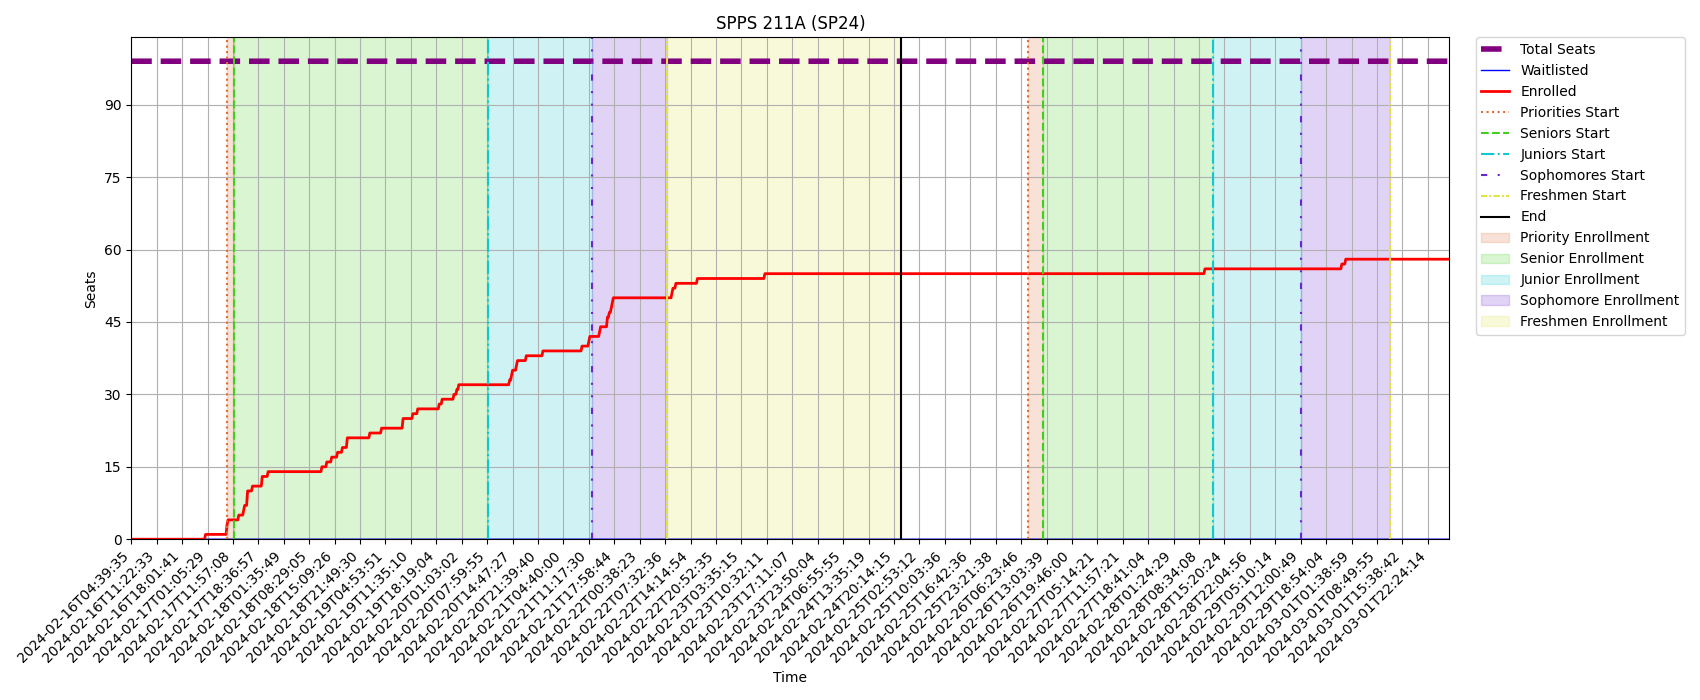 SPPS 211A (SP24)
Total Seats
Waitlisted
Enrolled
Priorities Start
Seniors Start
Juniors Start
Sophomores Start
Freshmen Start
End
Priority Enrollment
Senior Enrollment
Junior Enrollment
Sophomore Enrollment
Freshmen Enrollment
Seats
90
75
60
45
30
15
0
2024-02-16T04:39:35
2024-02-16T11:22:33
2024-02-16T18:01:41
2024-02-17T01:05:29
2024-02-17T11:57:08
2024-02-17T18:36:57
2024-02-18T01:35:49
2024-02-18T08:29:05
2024-02-18T15:09:26
2024-02-18T21:49:30
2024-02-19T04:53:51
2024-02-19T11:35:10
2024-02-19T18:19:04
2024-02-20T01:03:02
2024-02-20T07:59:55
2024-02-20T14:47:27
2024-02-20T21:39:40
2024-02-21T04:40:00
2024-02-21T11:17:30
2024-02-21T17:58:44
2024-02-22T00:38:23
2024-02-22T07:32:36
2024-02-22T14:14:54
2024-02-22T20:52:35
2024-02-23T03:35:15
2024-02-23T10:32:11
2024-02-23T17:11:07
2024-02-23T23:50:04
2024-02-24T06:55:55
2024-02-24T13:35:19
2024-02-24T20:14:15
2024-02-25T02:53:12
2024-02-25T10:03:36
2024-02-25T16:42:36
2024-02-25T23:21:38
2024-02-26T06:23:46
2024-02-26T13:03:39
2024-02-26T19:46:00
2024-02-27T05:14:21
2024-02-27T11:57:21
2024-02-27T18:41:04
2024-02-28T01:24:29
2024-02-28T08:34:08
2024-02-28T15:20:24
2024-02-28T22:04:56
2024-02-29T05:10:14
2024-02-29T12:00:49
2024-02-29T18:54:04
2024-03-01T01:38:59
2024-03-01T08:49:55
2024-03-01T15:38:42
2024-03-01T22:24:14
Time